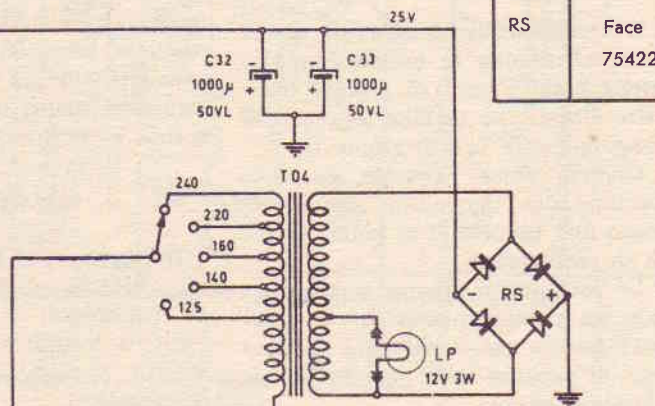 25V
RS Face
75422
- -
C32 C33
1000µ 1000µ
+ +
50VL 50VL
T04
240
220
160
140
125
- RS +
LP
12V 3W